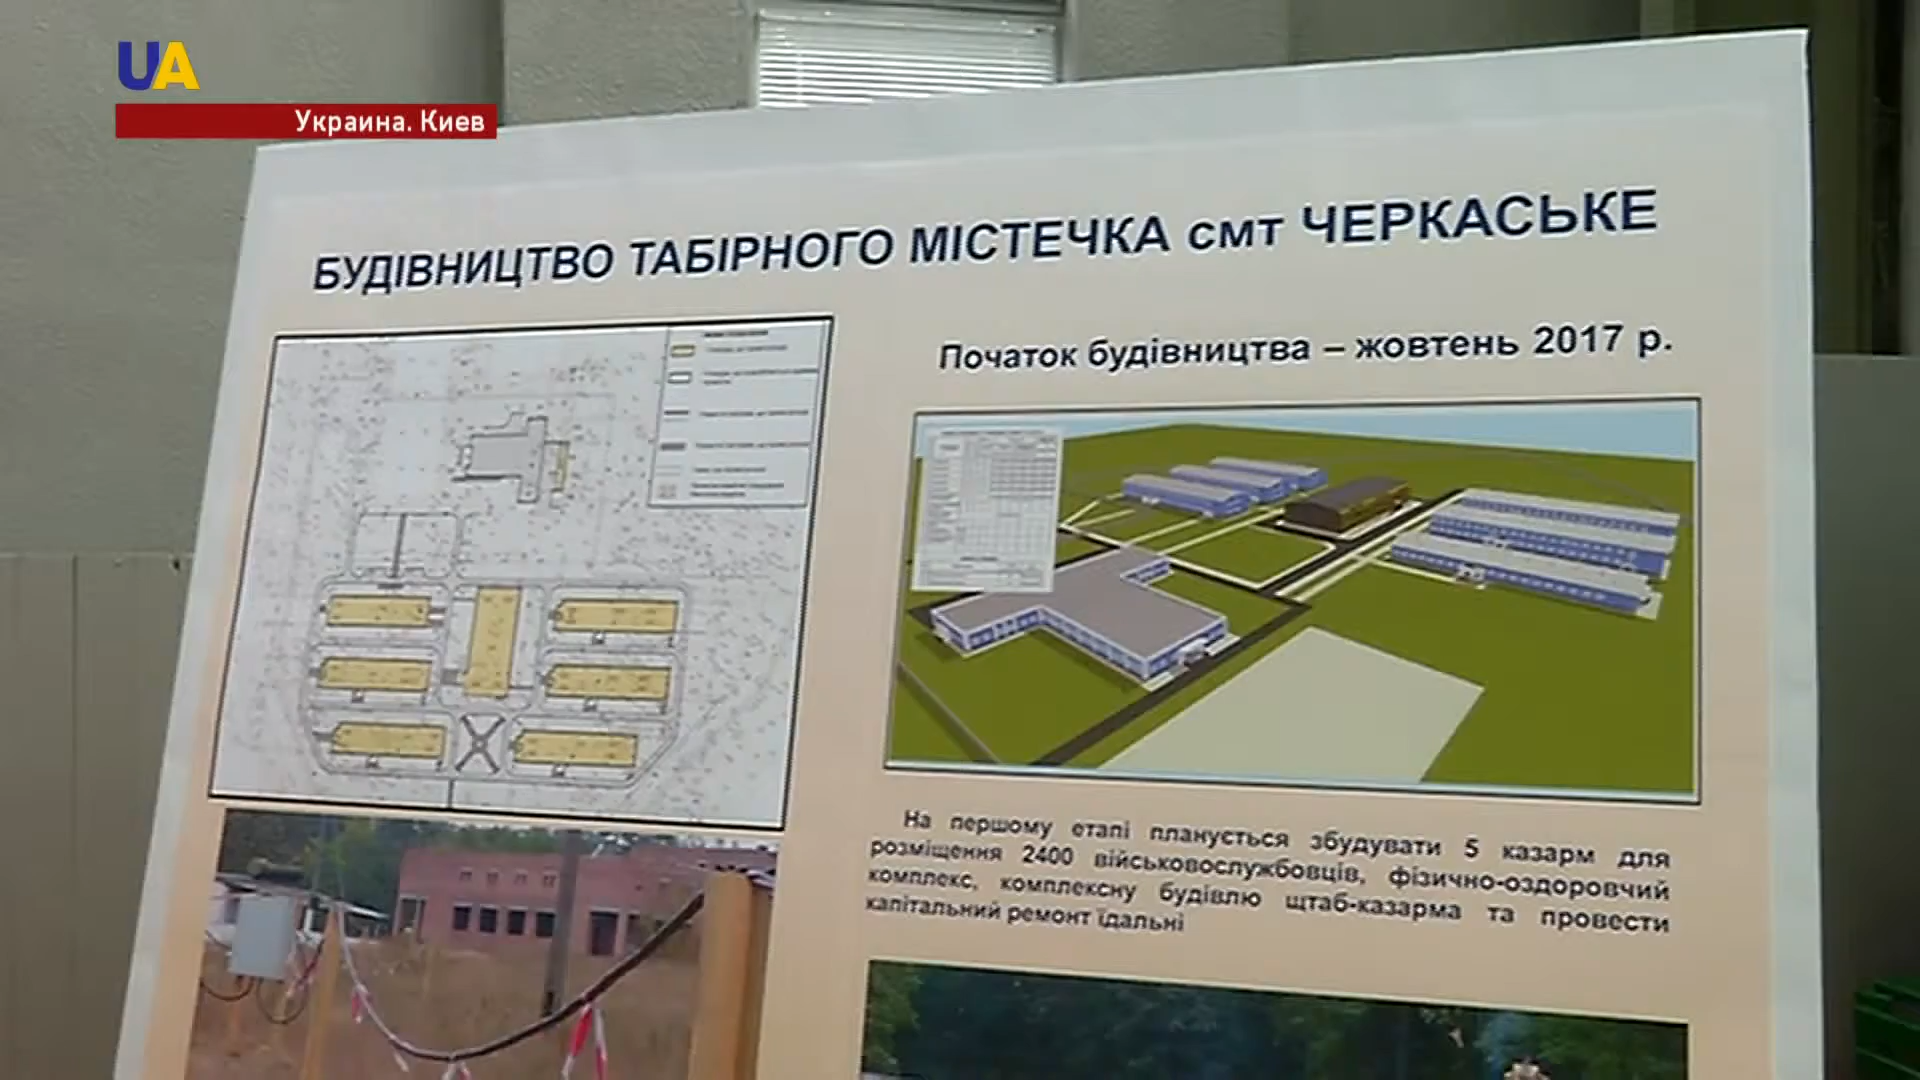 UA
Украина. Киев
БУДІВНИЦТВО ТАБІРНОГО МІСТЕЧКА смт ЧЕРКАСЬКЕ
Початок будівництва – жовтень 2017 р.
На першому етапі планується збудувати 5 казарм для
розміщення 2400 військовослужбовців, фізично-оздоровчий
комплекс, комплексну будівлю штаб-казарма та провести
капітальний ремонт їдальні